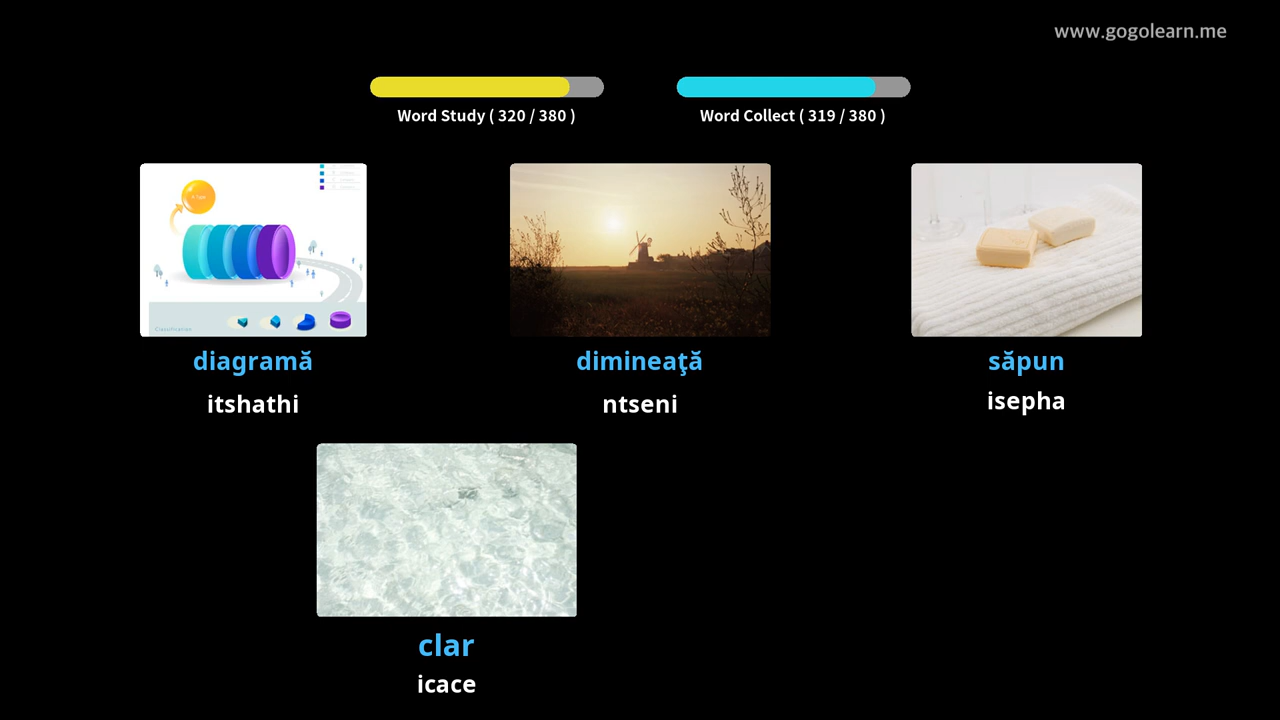 www.gogolearn.me
Word Study ( 320 / 380 )
Word Collect ( 319 / 380 )
diagramă
dimineaţă
săpun
itshathi
ntseni
isepha
clar
icace